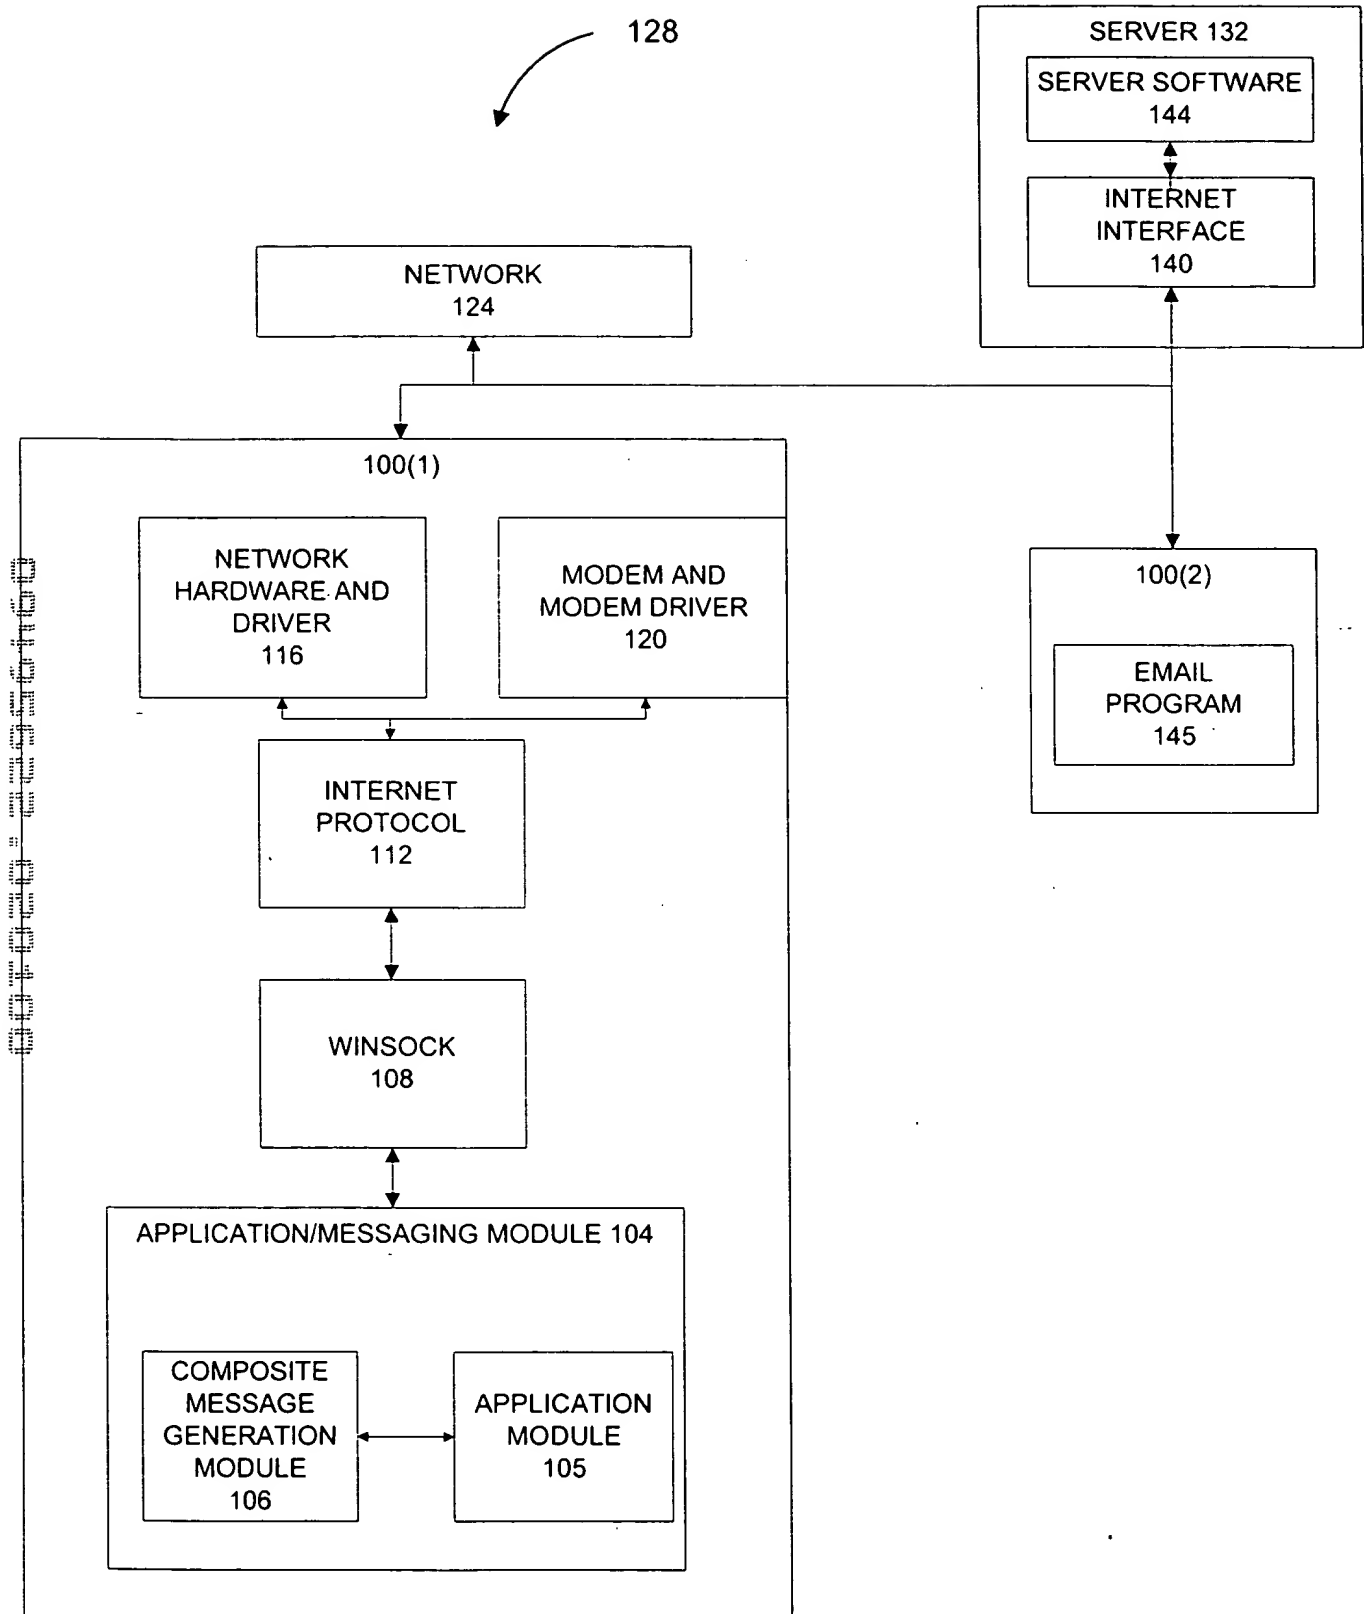 128
SERVER 132
SERVER SOFTWARE
144
INTERNET
INTERFACE
140
NETWORK
124
100(1)
NETWORK
HARDWARE AND
DRIVER
116
MODEM AND
MODEM DRIVER
120
100(2)
EMAIL
PROGRAM
145
INTERNET
PROTOCOL
112
WINSOCK
108
APPLICATION/MESSAGING MODULE 104
COMPOSITE
MESSAGE
GENERATION
MODULE
106
APPLICATION
MODULE
105